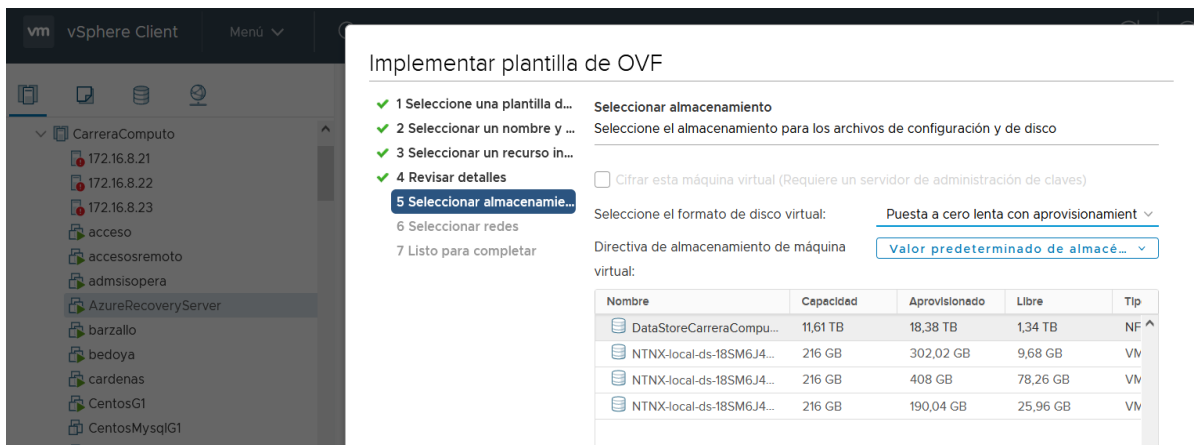 vm vSphere Client Menú
CarreraComputo
172.16.8.21
172.16.8.22
172.16.8.23
acceso
accesosremoto
admsisopera
AzureRecoveryServer
barzallo
bedoya
cardenas
CentosG1
CentosMysqlG1
Implementar plantilla de OVF
1 Seleccione una plantilla d...
2 Seleccionar un nombre y ...
3 Seleccionar un recurso in...
4 Revisar detalles
5 Seleccionar almacenamie...
6 Seleccionar redes
7 Listo para completar
Seleccionar almacenamiento
Seleccione el almacenamiento para los archivos de configuración y de disco
Cifrar esta máquina virtual (Requiere un servidor de administración de claves)
Seleccione el formato de disco virtual: Puesta a cero lenta con aprovisionamient
Directiva de almacenamiento de máquina Valor predeterminado de almacé...
virtual:
Nombre Capacidad Aprovisionado Libre Tip
DataStoreCarreraCompu... 11,61 TB 18,38 TB 1,34 TB NF
NTNX-local-ds-18SM6J4... 216 GB 302,02 GB 9,68 GB VM
NTNX-local-ds-18SM6J4... 216 GB 408 GB 78,26 GB VM
NTNX-local-ds-18SM6J4... 216 GB 190,04 GB 25,96 GB VM